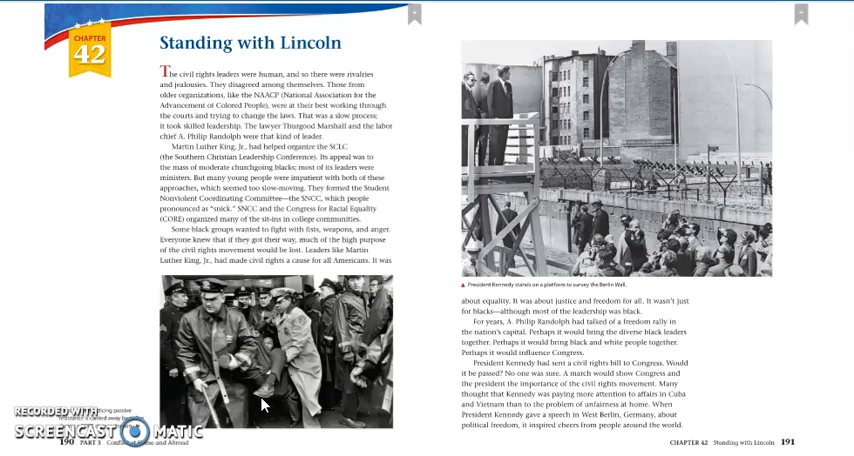 CHAPTER
42
Standing with Lincoln
The civil rights leaders were human, and so there were rivalries
and jealousies. They disagreed among themselves. Those from
older organizations, like the NAACP (National Association for the
Advancement of Colored People), were at their best working through
the courts and trying to change the laws. That was a slow process;
it took skilled leadership. The lawyer Thurgood Marshall and the labor
chief A. Philip Randolph were that kind of leader.
Martin Luther King, Jr., had helped organize the SCLC
(the Southern Christian Leadership Conference). Its appeal was to
the mass of moderate churchgoing blacks; most of its leaders were
ministers. But many young people were impatient with both of these
approaches, which seemed too slow-moving. They formed the Student
Nonviolent Coordinating Committee—the SNCC, which people
pronounced as “snick.” SNCC and the Congress for Racial Equality
(CORE) organized many of the sit-ins in college communities.
Some black groups wanted to fight with fists, weapons, and anger.
Everyone knew that if they got their way, much of the high purpose
of the civil rights movement would be lost. Leaders like Martin
Luther King, Jr., had made civil rights a cause for all Americans. It was
passive
carried away by
RECORDED WITH
SCREENCAST MATIC
190 PART 3 Conflict at Home and Abroad
President Kennedy stands on a platform to survey the Berlin Wall.
about equality. It was about justice and freedom for all. It wasn't just
for blacks—although most of the leadership was black.
For years, A. Philip Randolph had talked of a freedom rally in
the nation's capital. Perhaps it would bring the diverse black leaders
together. Perhaps it would bring black and white people together.
Perhaps it would influence Congress.
President Kennedy had sent a civil rights bill to Congress. Would
it be passed? No one was sure. A march would show Congress and
the president the importance of the civil rights movement. Many
thought that Kennedy was paying more attention to affairs in Cuba
and Vietnam than to the problem of unfairness at home. When
President Kennedy gave a speech in West Berlin, Germany, about
political freedom, it inspired cheers from people around the world.
CHAPTER 42 Standing with Lincoln 191